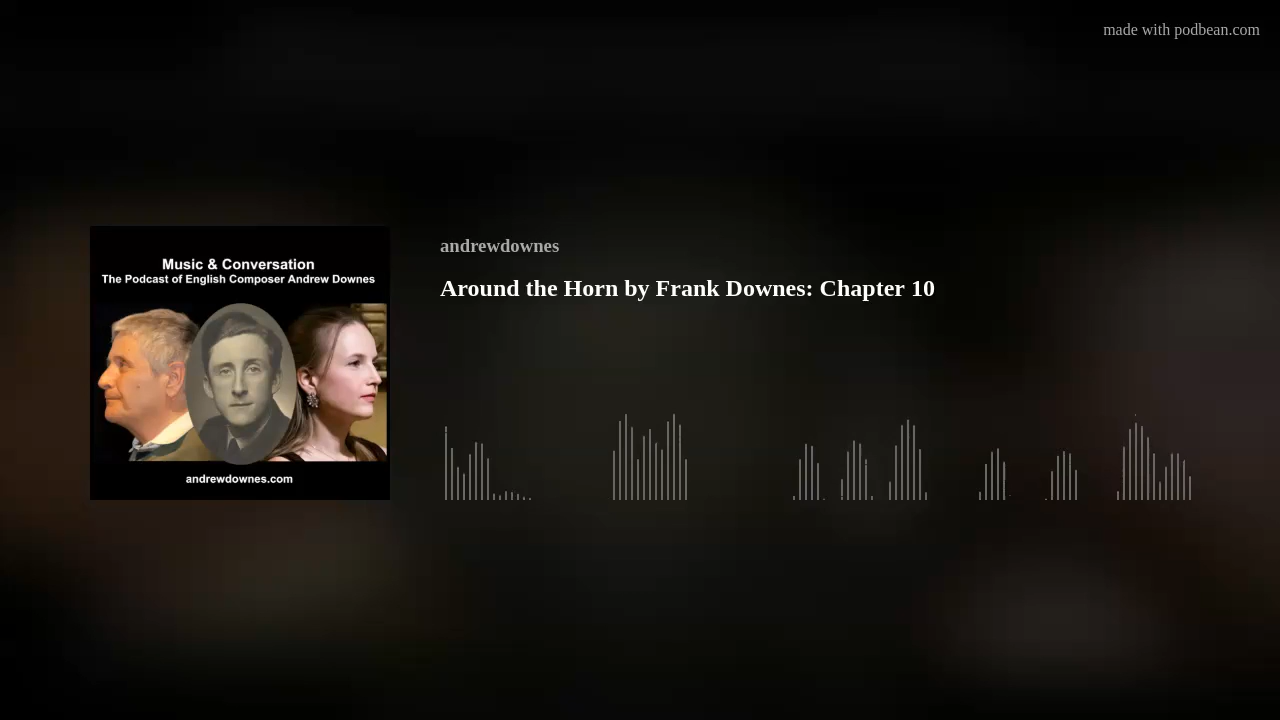 made with podbean.com
Music & Conversation
The Podcast of English Composer Andrew Downes
andrewdownes.com
andrewdownes
Around the Horn by Frank Downes: Chapter 10